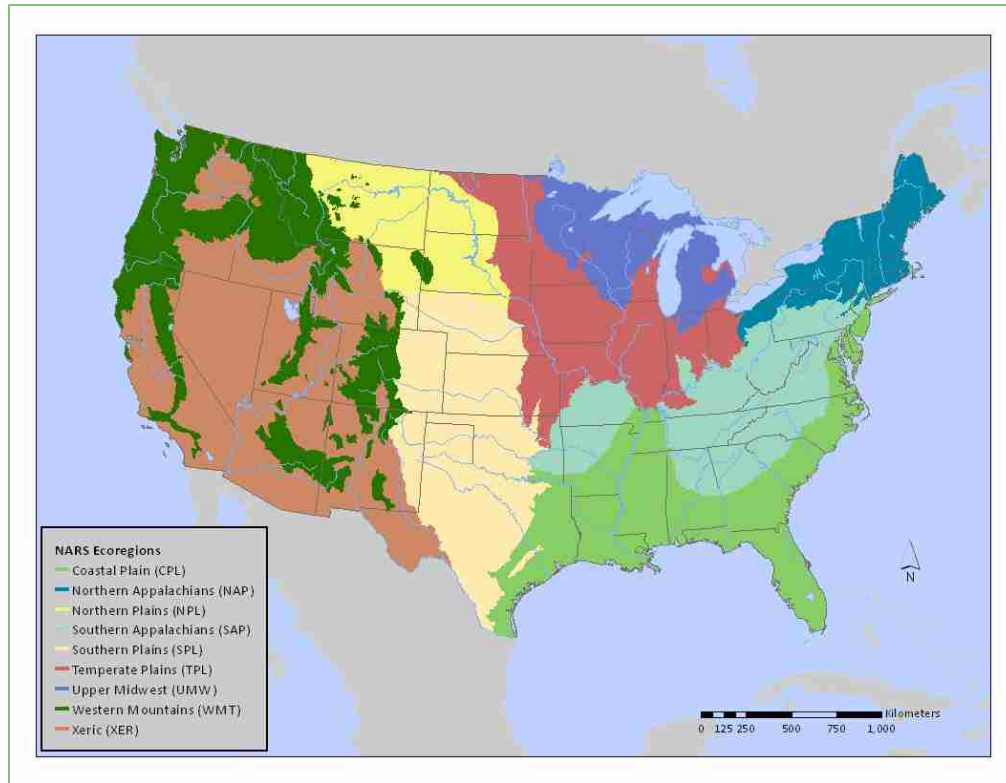 NARS Ecoregions
Coastal Plain (CPL)
Northern Appalachians (NAP)
Northern Plains (NPL)
Southern Appalachians (SAP)
Southern Plains (SPL)
Temperate Plains (TPL)
Upper Midwest (UMW)
Western Mountains (WMT)
Xeric (XER)
N
Kilometers
0 125 250 500 750 1,000